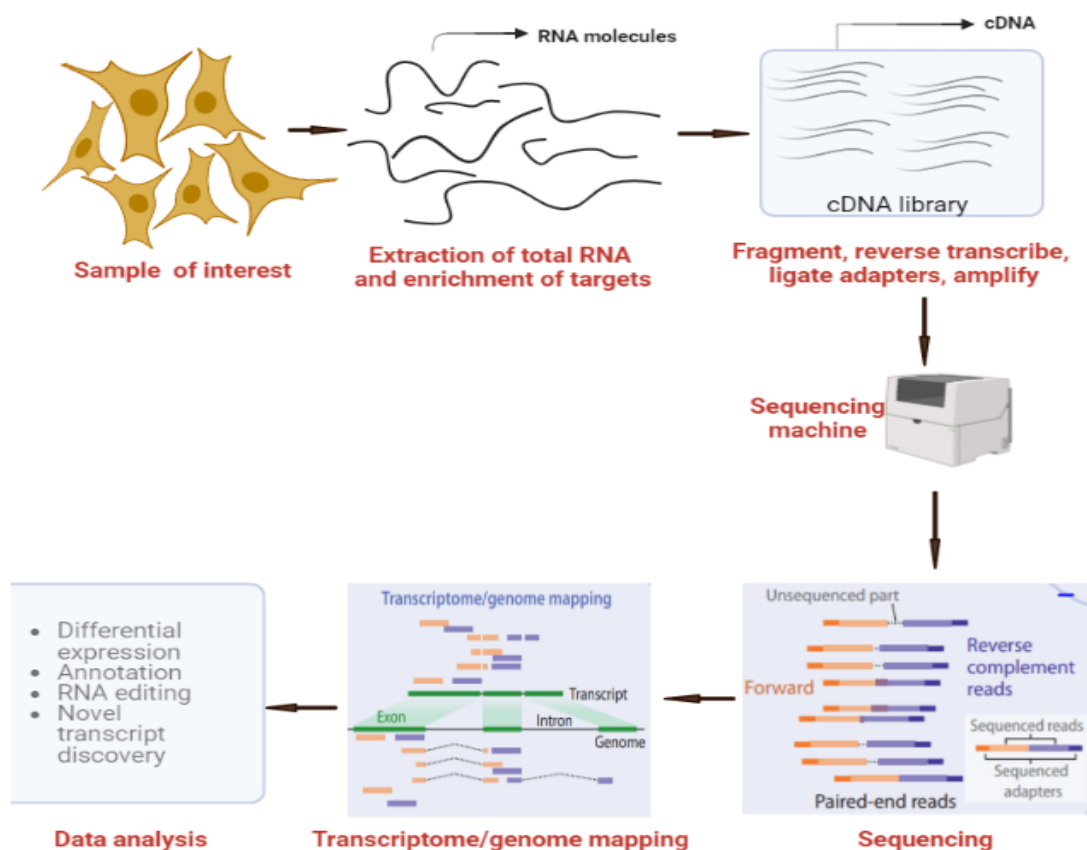 RNA molecules
cDNA
cDNA library
Sample of interest
Extraction of total RNA
and enrichment of targets
Fragment, reverse transcribe,
ligate adapters, amplify
Sequencing
machine
Unsequenced part
Reverse
complement
reads
Forward
Sequenced reads
Sequenced
adapters
Paired-end reads
Sequencing
Transcriptome/genome mapping
Transcript
Exon
Intron
Genome
Transcriptome/genome mapping
• Differential
expression
• Annotation
• RNA editing
• Novel
transcript
discovery
Data analysis